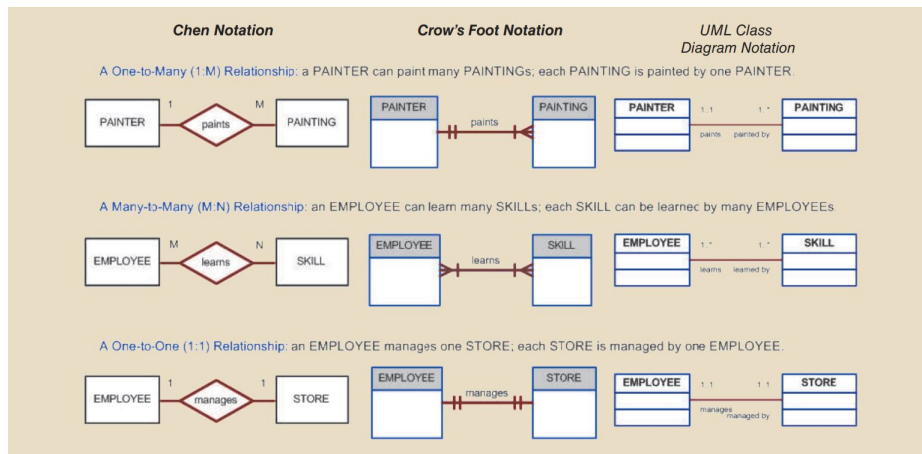 Chen Notation
Crow's Foot Notation
UML Class
Diagram Notation
A One-to-Many (1:M) Relationship: a PAINTER can paint many PAINTINGs; each PAINTING is painted by one PAINTER.
PAINTER
1
paints
M
PAINTING
PAINTER
paints
PAINTING
PAINTER
1..1
1..*
paints
painted by
PAINTING
A Many-to-Many (M:N) Relationship: an EMPLOYEE can learn many SKILLs; each SKILL can be learned by many EMPLOYEEs.
EMPLOYEE
M
learns
N
SKILL
EMPLOYEE
learns
SKILL
EMPLOYEE
1..*
1..*
learns
learned by
SKILL
A One-to-One (1:1) Relationship: an EMPLOYEE manages one STORE; each STORE is managed by one EMPLOYEE.
EMPLOYEE
1
manages
1
STORE
EMPLOYEE
manages
STORE
EMPLOYEE
1..1
1..1
manages
managed by
STORE